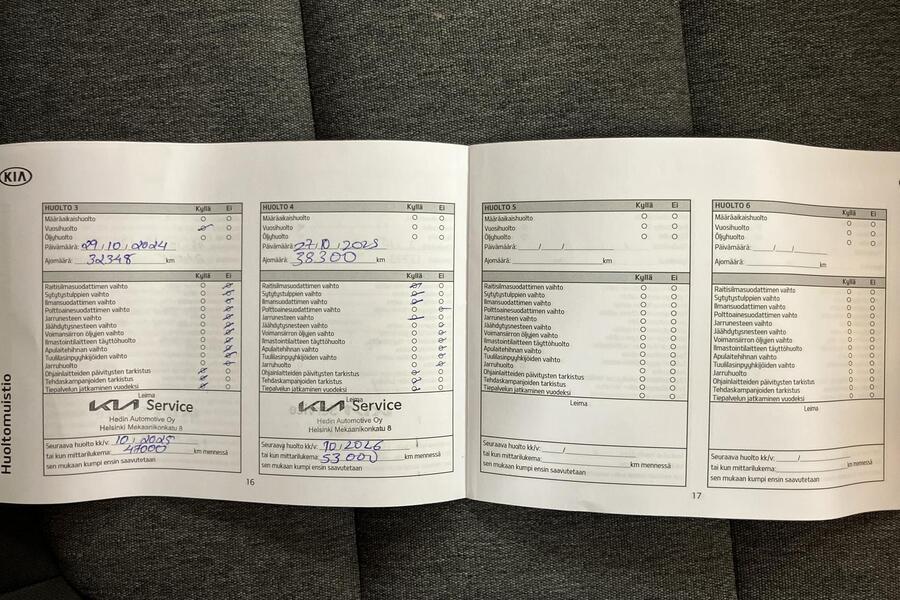 KIA
Huoltomuistio
HUOLTO 3 Kyllä Ei
Määräaikaishuolto
Vuosihuolto
Öljyhuolto
Päivämäärä: 29 / 10 / 2024
Ajomäärä: 32348 km
Kyllä Ei
Raitisilmasuodattimen vaihto
Sytytystulppien vaihto
Ilmansuodattimen vaihto
Polttoainesuodattimen vaihto
Jarrunesteen vaihto
Jäähdytysnesteen vaihto
Voimansiirron öljyjen vaihto
Ilmastointilaitteen täyttöhuolto
Apulaitehihnan vaihto
Tuulilasinpyyhkijöiden vaihto
Jarruhuolto
Ohjainlaitteiden päivitysten tarkistus
Tehdaskampanjoiden tarkistus
Tiepalvelun jatkaminen vuodeksi
Leima
KIA Service
Hedin Automotive Oy
Helsinki Mekaanikonkatu 8
Seuraava huolto kk/v: 10 / 2025
tai kun mittarilukema: 47000 km mennessä
sen mukaan kumpi ensin saavutetaan
16
HUOLTO 4 Kyllä Ei
Määräaikaishuolto
Vuosihuolto
Öljyhuolto
Päivämäärä: 27 / 10 / 2025
Ajomäärä: 38300 km
Kyllä Ei
Raitisilmasuodattimen vaihto
Sytytystulppien vaihto
Ilmansuodattimen vaihto
Polttoainesuodattimen vaihto
Jarrunesteen vaihto
Jäähdytysnesteen vaihto
Voimansiirron öljyjen vaihto
Ilmastointilaitteen täyttöhuolto
Apulaitehihnan vaihto
Tuulilasinpyyhkijöiden vaihto
Jarruhuolto
Ohjainlaitteiden päivitysten tarkistus
Tehdaskampanjoiden tarkistus
Tiepalvelun jatkaminen vuodeksi
Leima
KIA Service
Hedin Automotive Oy
Helsinki Mekaanikonkatu 8
Seuraava huolto kk/v: 10 / 2026
tai kun mittarilukema: 53000 km mennessä
sen mukaan kumpi ensin saavutetaan
HUOLTO 5 Kyllä Ei
Määräaikaishuolto
Vuosihuolto
Öljyhuolto
Päivämäärä: / /
Ajomäärä: km
Kyllä Ei
Raitisilmasuodattimen vaihto
Sytytystulppien vaihto
Ilmansuodattimen vaihto
Polttoainesuodattimen vaihto
Jarrunesteen vaihto
Jäähdytysnesteen vaihto
Voimansiirron öljyjen vaihto
Ilmastointilaitteen täyttöhuolto
Apulaitehihnan vaihto
Tuulilasinpyyhkijöiden vaihto
Jarruhuolto
Ohjainlaitteiden päivitysten tarkistus
Tehdaskampanjoiden tarkistus
Tiepalvelun jatkaminen vuodeksi
Leima
Seuraava huolto kk/v: /
tai kun mittarilukema: km mennessä
sen mukaan kumpi ensin saavutetaan
17
HUOLTO 6 Kyllä Ei
Määräaikaishuolto
Vuosihuolto
Öljyhuolto
Päivämäärä: / /
Ajomäärä: km
Kyllä Ei
Raitisilmasuodattimen vaihto
Sytytystulppien vaihto
Ilmansuodattimen vaihto
Polttoainesuodattimen vaihto
Jarrunesteen vaihto
Jäähdytysnesteen vaihto
Voimansiirron öljyjen vaihto
Ilmastointilaitteen täyttöhuolto
Apulaitehihnan vaihto
Tuulilasinpyyhkijöiden vaihto
Jarruhuolto
Ohjainlaitteiden päivitysten tarkistus
Tehdaskampanjoiden tarkistus
Tiepalvelun jatkaminen vuodeksi
Leima
Seuraava huolto kk/v: /
tai kun mittarilukema: km mennessä
sen mukaan kumpi ensin saavutetaan